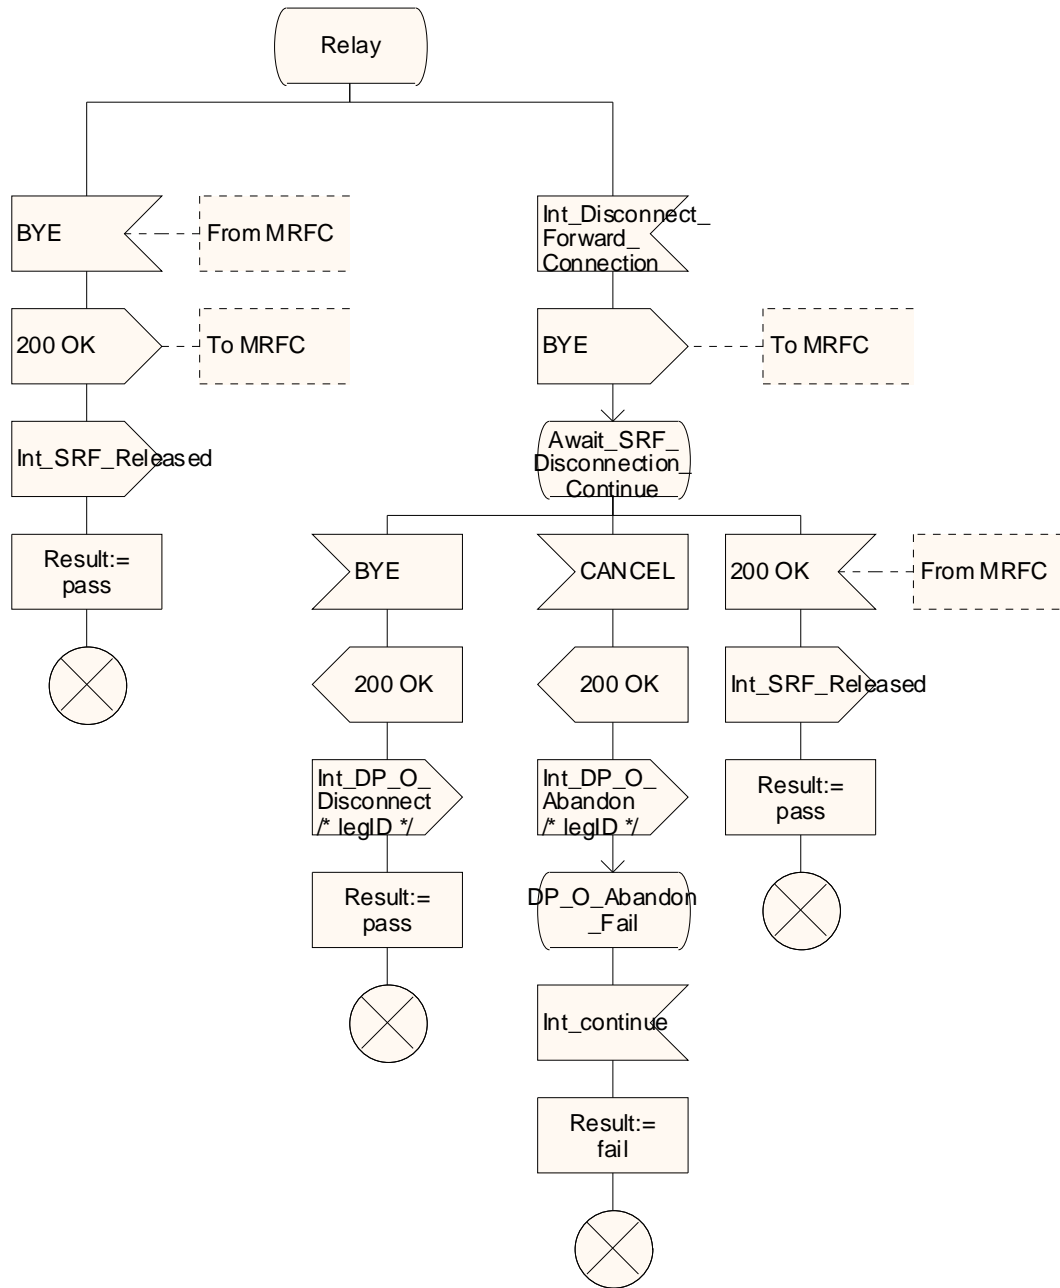 Relay
BYE
From MRFC
Int_Disconnect_
Forward_
Connection
200 OK
To MRFC
BYE
To MRFC
Int_SRF_Released
Await_SRF_
Disconnection_
Continue
Result:=
pass
BYE
CANCEL
200 OK
From MRFC
200 OK
200 OK
Int_SRF_Released
Int_DP_O_
Disconnect
/* legID */
Int_DP_O_
Abandon
/* legID */
Result:=
pass
Result:=
pass
DP_O_Abandon
_Fail
Int_continue
Result:=
fail